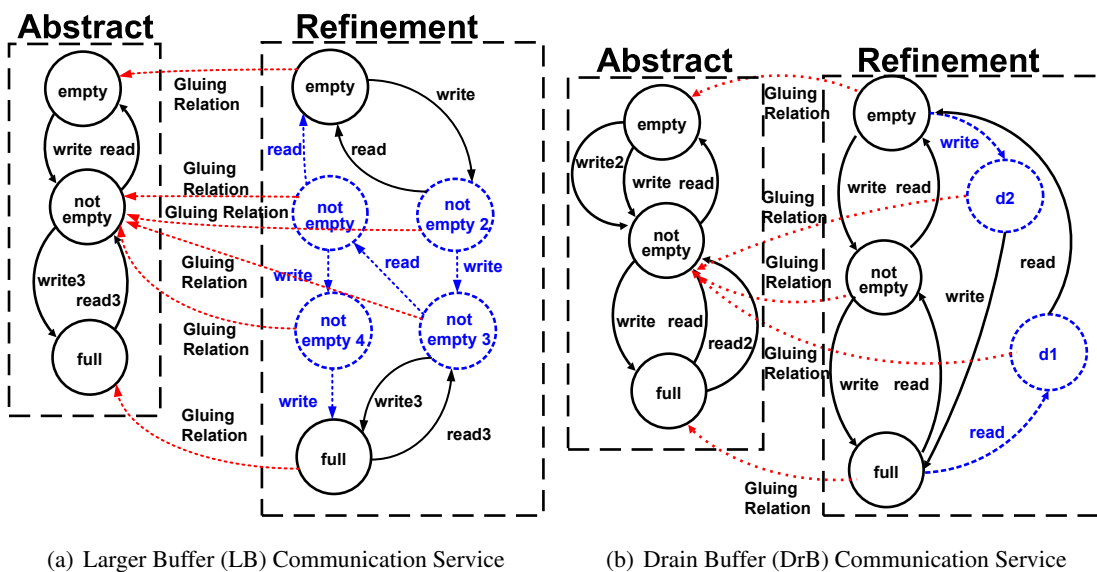 Abstract
Refinement
empty
Gluing
Relation
empty
write
write read
read
read
Gluing
Relation
not
empty
Gluing Relation
not
empty
not
empty 2
write3
read3
Gluing
Relation
write
read
write
not
empty 4
not
empty 3
full
Gluing
Relation
write
write3
read3
Gluing
Relation
full
(a) Larger Buffer (LB) Communication Service
Abstract
Refinement
Gluing
Relation
empty
empty
write
write2
write read
write read
d2
not
empty
Gluing
Relation
Gluing
Relation
not
empty
read
write
write read
read2
Gluing
Relation
d1
write read
full
read
full
Gluing
Relation
(b) Drain Buffer (DrB) Communication Service